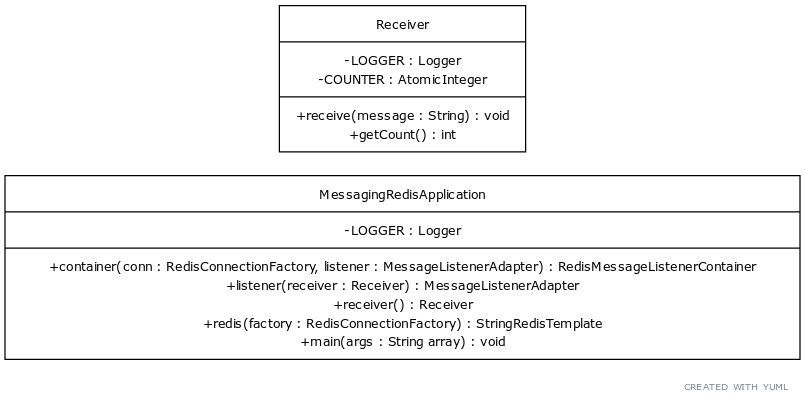 Receiver
-LOGGER : Logger
-COUNTER : AtomicInteger
+receive(message : String) : void
+getCount() : int
MessagingRedisApplication
-LOGGER : Logger
+container(conn : RedisConnectionFactory, listener : MessageListenerAdapter) : RedisMessageListenerContainer
+listener(receiver : Receiver) : MessageListenerAdapter
+receiver() : Receiver
+redis(factory : RedisConnectionFactory) : StringRedisTemplate
+main(args : String array) : void
CREATED WITH YUML